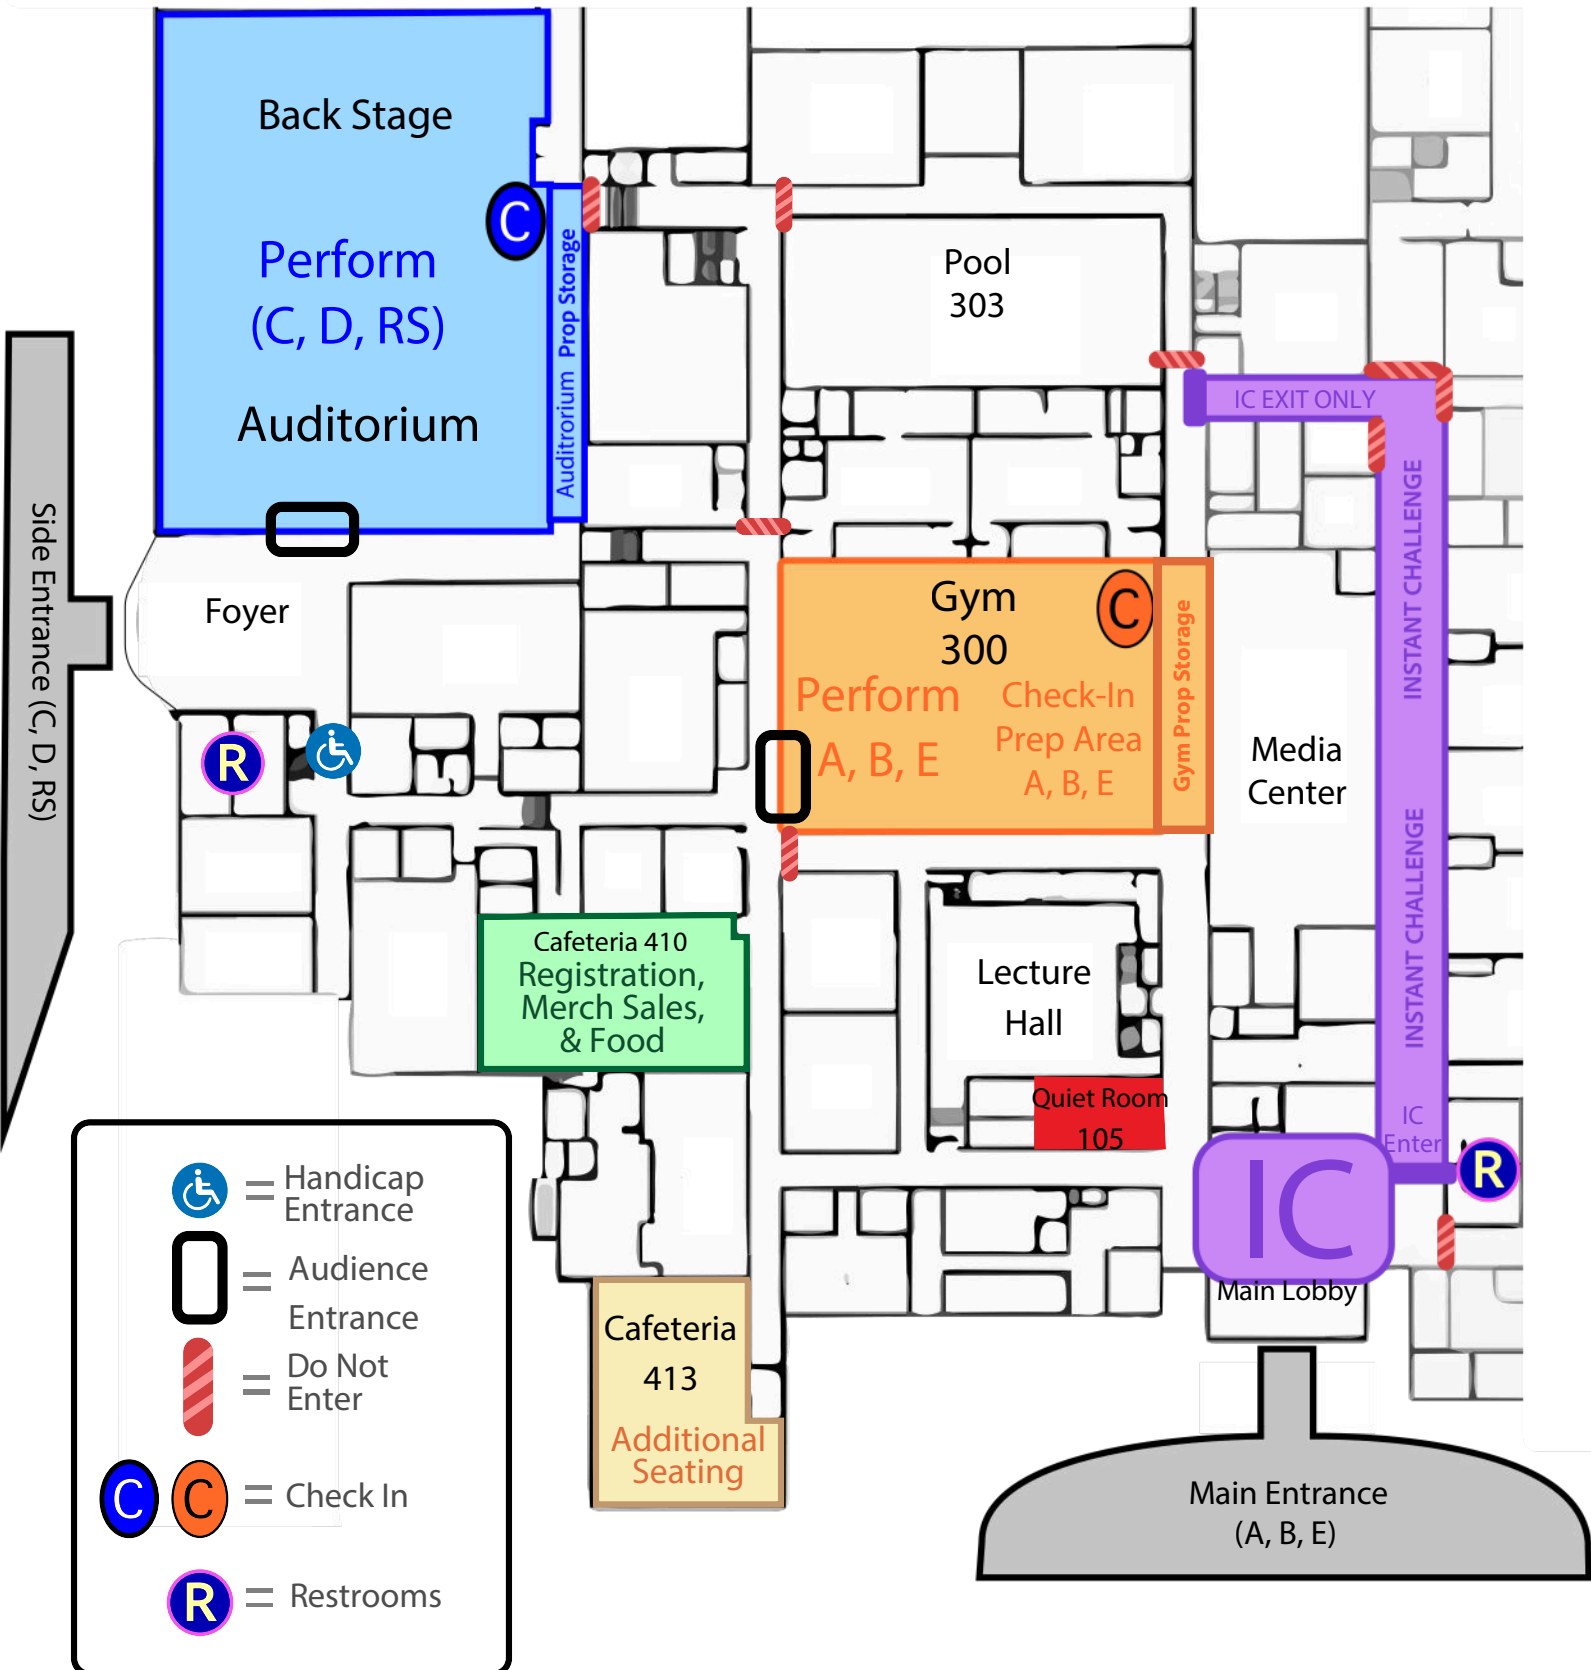 Back Stage
C
Perform
(C, D, RS)
Auditorium
Auditrorium Prop Storage
Pool
303
IC EXIT ONLY
Side Entrance (C, D, RS)
Foyer
R
Gym
300
C
Perform
A, B, E
Check-In
Prep Area
A, B, E
Gym Prop Storage
Media
Center
INSTANT CHALLENGE
INSTANT CHALLENGE
Cafeteria 410
Registration,
Merch Sales,
& Food
Lecture
Hall
Quiet Room
105
IC
Enter
R
IC
Main Lobby
Cafeteria
413
Additional
Seating
Main Entrance
(A, B, E)
= Handicap
Entrance
= Audience
Entrance
= Do Not
Enter
C C = Check In
R = Restrooms